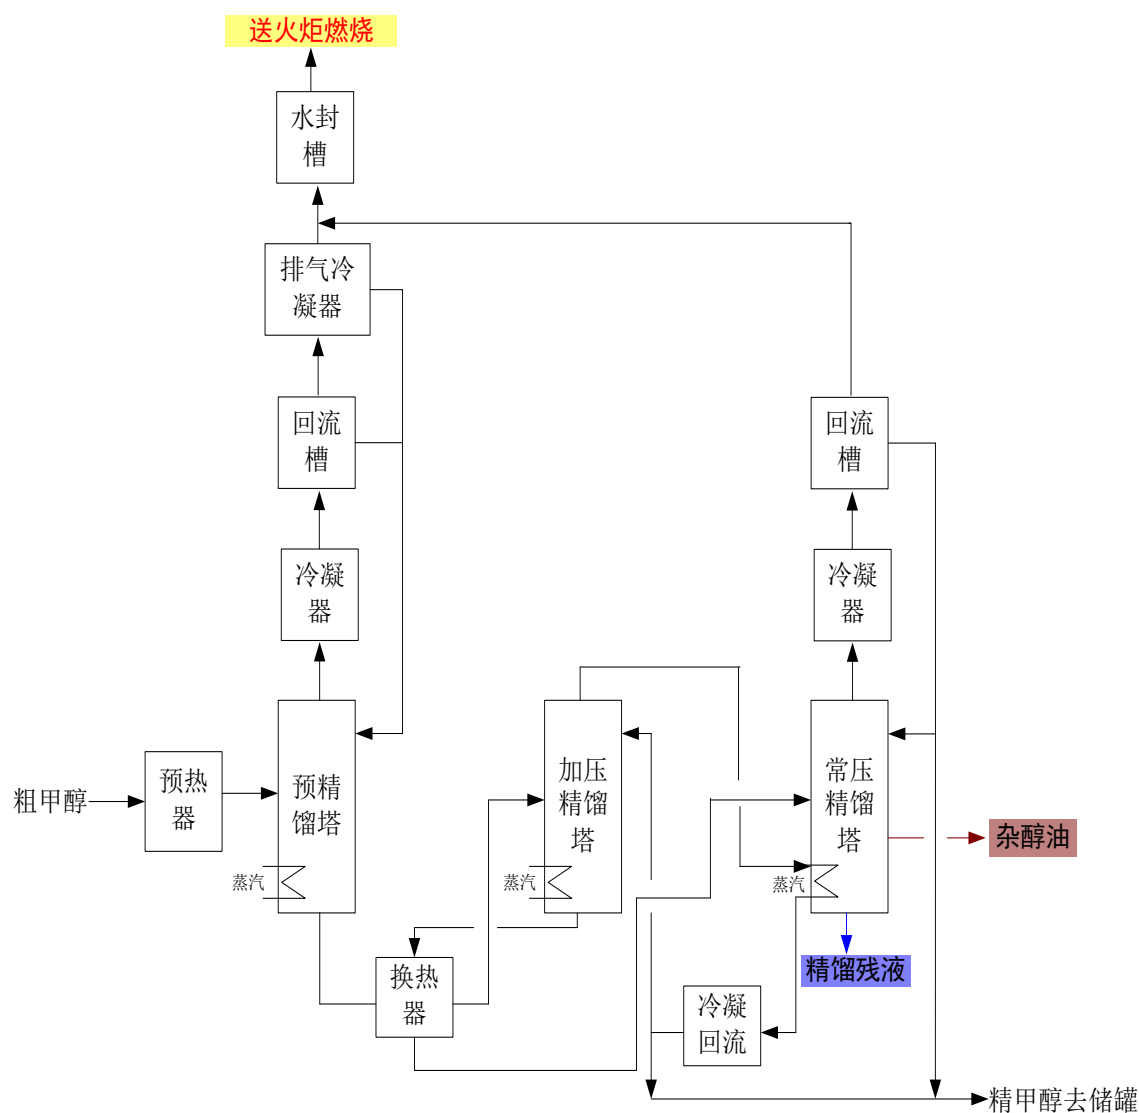 送火炬燃烧
水封
槽
排气冷
凝器
回流
槽
回流
槽
冷凝
器
冷凝
器
预热
器
粗甲醇
预精
馏塔
蒸汽
加压
精馏
塔
蒸汽
常压
精馏
塔
蒸汽
杂醇油
精馏残液
换热
器
冷凝
回流
精甲醇去储罐